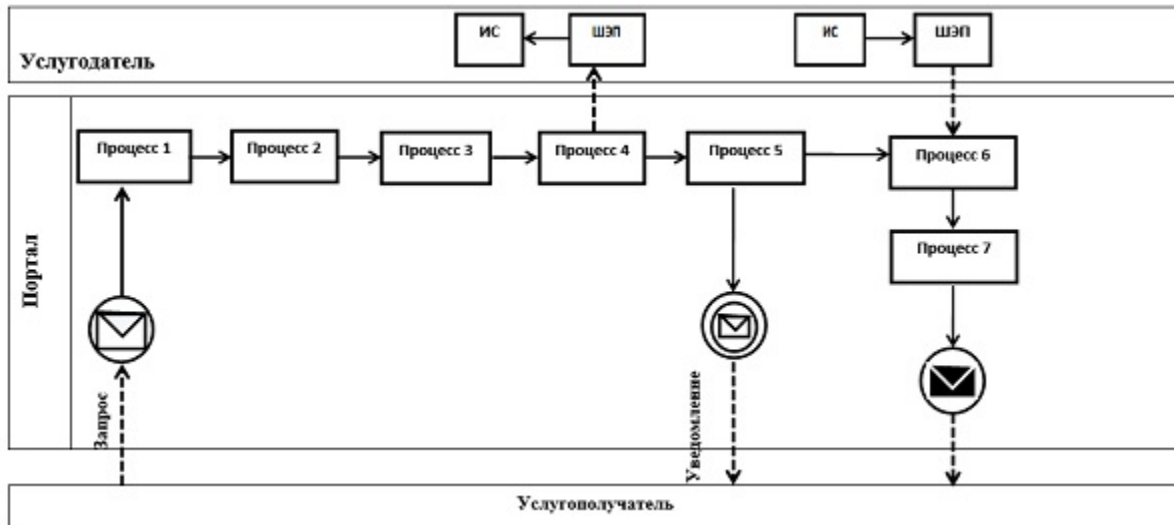 ИС
ШЭП
ИС
ШЭП
Услугодатель
Процесс 1
Процесс 2
Процесс 3
Процесс 4
Процесс 5
Процесс 6
Процесс 7
Портал
Запрос
Уведомление
Услугополучатель